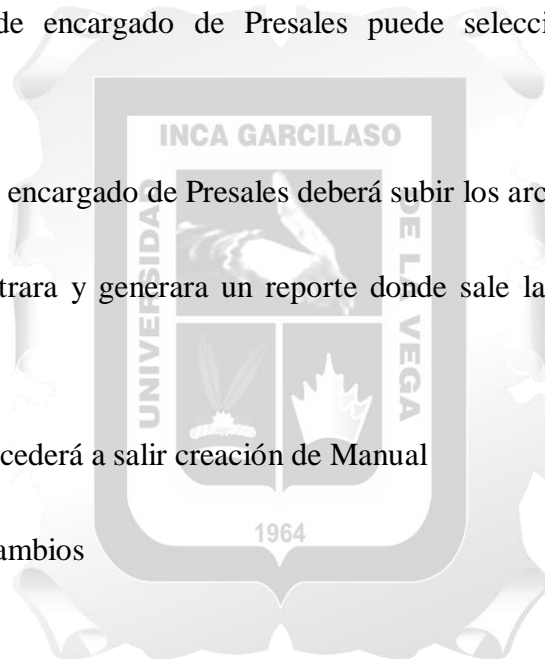 de encargado de Presales puede selecci
INCA GARCILASO
encargado de Presales deberá subir los arc
UNIVERSIDAD
DE LA VEGA
trara y generara un reporte donde sale la
cederá a salir creación de Manual
1964
ambios